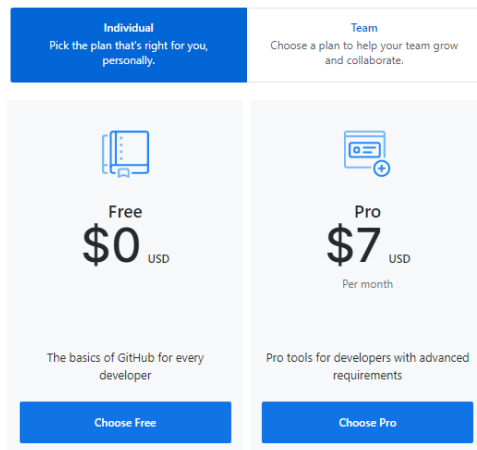 Individual
Pick the plan that's right for you,
personally.
Team
Choose a plan to help your team grow
and collaborate.
Free
$0 USD
The basics of GitHub for every
developer
Choose Free
Pro
$7 USD
Per month
Pro tools for developers with advanced
requirements
Choose Pro